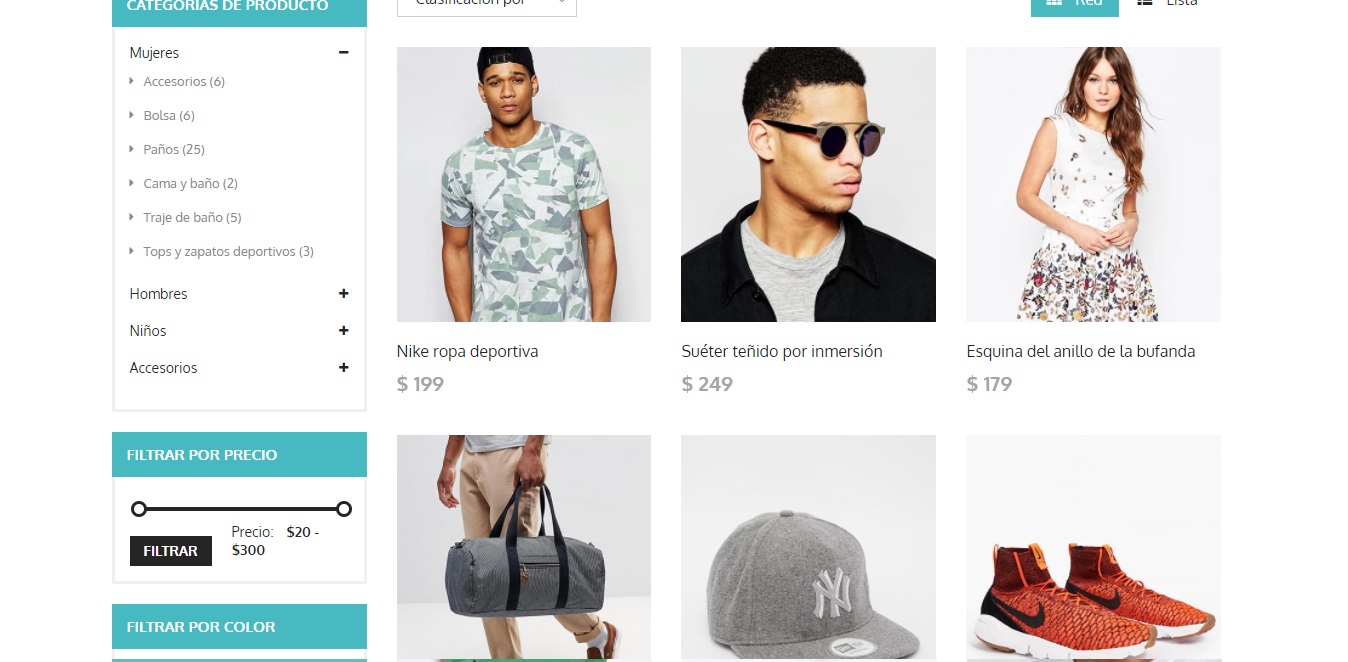 CATEGORÍAS DE PRODUCTO
Mujeres
Accesorios (6)
Bolsa (6)
Paños (25)
Cama y baño (2)
Traje de baño (5)
Tops y zapatos deportivos (3)
Hombres
Niños
Accesorios
FILTRAR POR PRECIO
Precio: $20 -
$300
FILTRAR
FILTRAR POR COLOR
Clasificación por
Red
Lista
Nike ropa deportiva
$ 199
Suéter teñido por inmersión
$ 249
Esquina del anillo de la bufanda
$ 179
NY